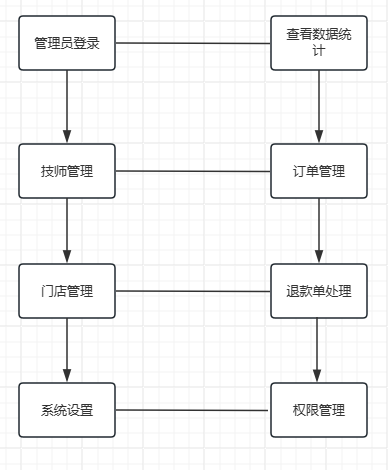 管理员登录
查看数据统
计
技师管理
订单管理
门店管理
退款单处理
系统设置
权限管理